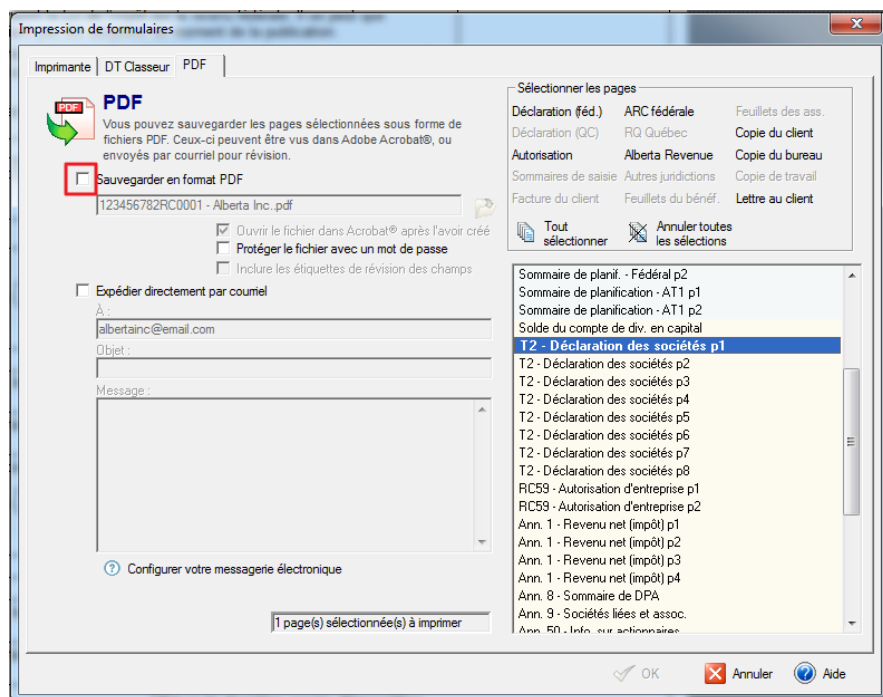 Impression de formulaires
Imprimante
DT Classeur
PDF
PDF
PDF
Vous pouvez sauvegarder les pages sélectionnées sous forme de
fichiers PDF. Ceux-ci peuvent être vus dans Adobe Acrobat®, ou
envoyés par courriel pour révision.
Sauvegarder en format PDF
123456782RC0001 - Alberta Inc..pdf
Ouvrir le fichier dans Acrobat® après l'avoir créé
Protéger le fichier avec un mot de passe
Inclure les étiquettes de révision des champs
Expédier directement par courriel
À :
albertainc@email.com
Objet :
Message :
Configurer votre messagerie électronique
1 page(s) sélectionnée(s) à imprimer
Sélectionner les pages
Déclaration (féd.) ARC fédérale Feuillets des ass.
Déclaration (QC) RQ Québec Copie du client
Autorisation Alberta Revenue Copie du bureau
Sommaires de saisie Autres juridictions Copie de travail
Facture du client Feuillets du bénéf. Lettre au client
Tout
sélectionner
Annuler toutes
les sélections
Sommaire de planif. - Fédéral p2
Sommaire de planification - AT1 p1
Sommaire de planification - AT1 p2
Solde du compte de div. en capital
T2 - Déclaration des sociétés p1
T2 - Déclaration des sociétés p2
T2 - Déclaration des sociétés p3
T2 - Déclaration des sociétés p4
T2 - Déclaration des sociétés p5
T2 - Déclaration des sociétés p6
T2 - Déclaration des sociétés p7
T2 - Déclaration des sociétés p8
RC59 - Autorisation d'entreprise p1
RC59 - Autorisation d'entreprise p2
Ann. 1 - Revenu net (impôt) p1
Ann. 1 - Revenu net (impôt) p2
Ann. 1 - Revenu net (impôt) p3
Ann. 1 - Revenu net (impôt) p4
Ann. 8 - Sommaire de DPA
Ann. 9 - Sociétés liées et assoc.
Ann. 50 - Info. sur actionnaires
OK
Annuler
Aide